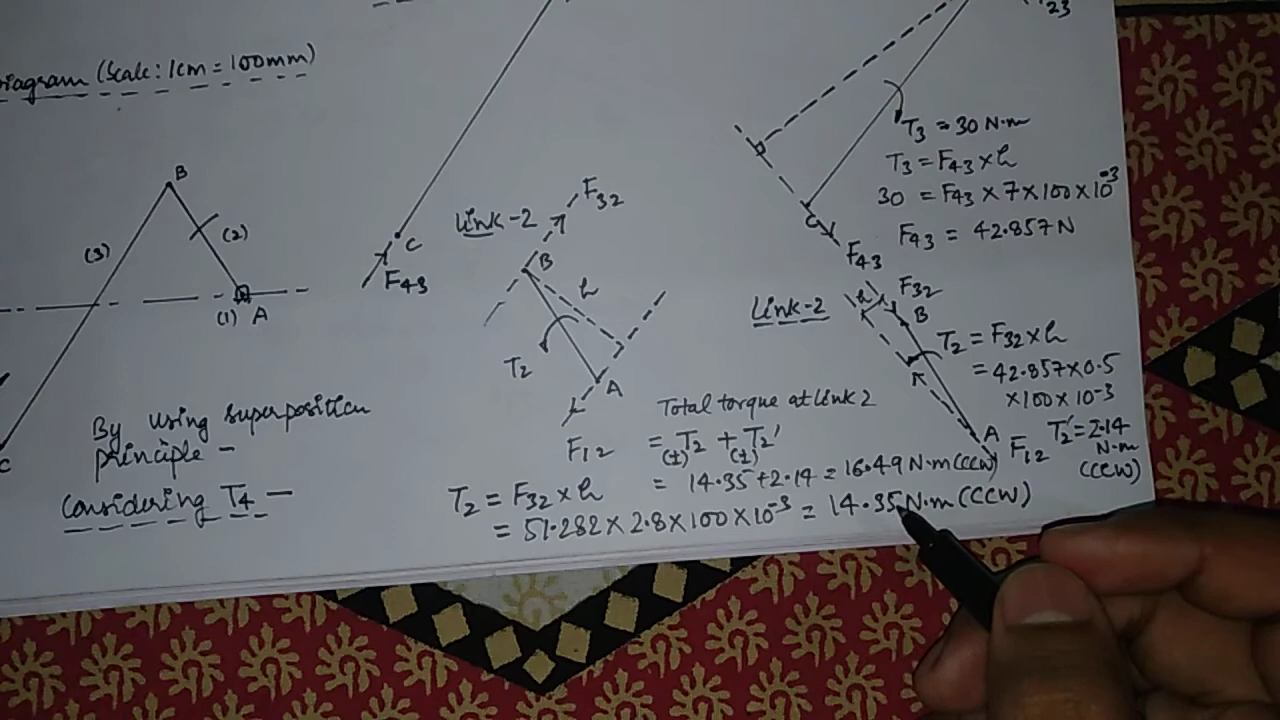 Diagram (Scale: 1cm = 100mm)
B
(3)
(2)
(1) A
C
By using superposition
principle -
Considering T4 -
C
F43
Link-2
F32
B
h
T2
A
F12
T2 = F32 × h
= 51.282 × 2.8 × 100 × 10-3 = 14.35 N.m (CCW)
Total torque at link 2
= T2 + T2'
(±) (±)
= 14.35 + 2.14 = 16.49 N.m (CCW)
23
T3 = 30 N.m
T3 = F43 × h
30 = F43 × 7 × 100 × 10-3
F43 = 42.857 N
C
F43
Link-2
h
F32
B
A
F12
T2 = F32 × h
= 42.857 × 0.5
× 100 × 10-3
T2' = 2.14
N.m
(CCW)